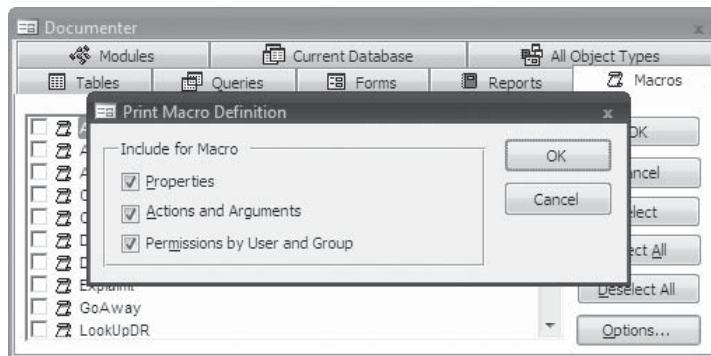 Documenter
Modules
Current Database
All Object Types
Tables
Queries
Forms
Reports
Macros
Print Macro Definition
Include for Macro
Properties
Actions and Arguments
Permissions by User and Group
OK
Cancel
GoAway
LookUpDR
Deselect All
Options...